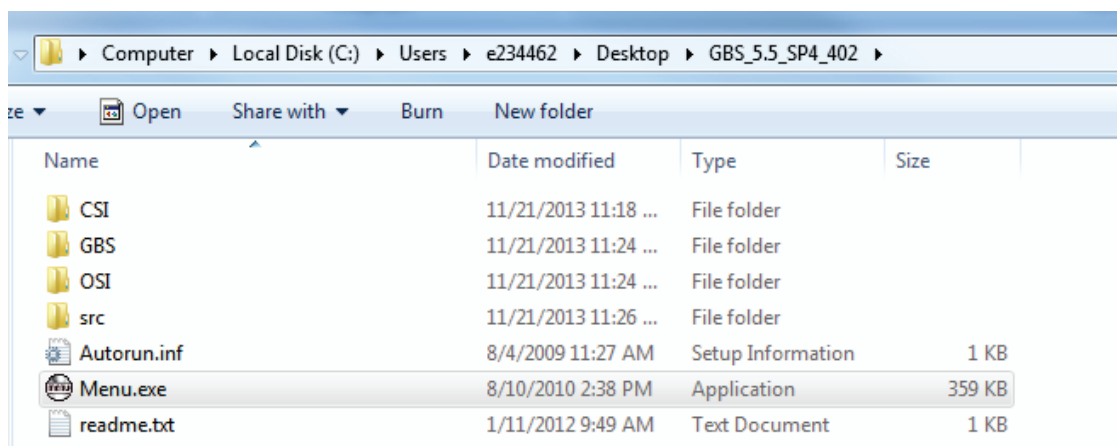 Computer Local Disk (C:) Users e234462 Desktop GBS_5.5_SP4_402
ze Open Share with Burn New folder
Name Date modified Type Size
CSI 11/21/2013 11:18 ... File folder
GBS 11/21/2013 11:24 ... File folder
OSI 11/21/2013 11:24 ... File folder
src 11/21/2013 11:26 ... File folder
Autorun.inf 8/4/2009 11:27 AM Setup Information 1 KB
Menu.exe 8/10/2010 2:38 PM Application 359 KB
readme.txt 1/11/2012 9:49 AM Text Document 1 KB